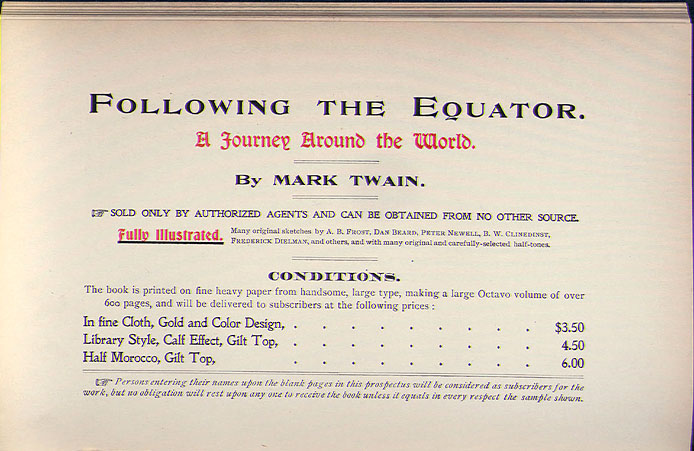 FOLLOWING THE EQUATOR.
A Journey Around the World.
By MARK TWAIN.
☞ SOLD ONLY BY AUTHORIZED AGENTS AND CAN BE OBTAINED FROM NO OTHER SOURCE.
Fully Illustrated. Many original sketches by A. B. FROST, DAN BEARD, PETER NEWELL, B. W. CLINEDINST,
FREDERICK DIELMAN, and others, and with many original and carefully-selected half-tones.
CONDITIONS.
The book is printed on fine heavy paper from handsome, large type, making a large Octavo volume of over
600 pages, and will be delivered to subscribers at the following prices :
In fine Cloth, Gold and Color Design, . . . . . . . . . $3.50
Library Style, Calf Effect, Gilt Top, . . . . . . . . . 4.50
Half Morocco, Gilt Top, . . . . . . 6.00
☞ Persons entering their names upon the blank pages in this prospectus will be considered as subscribers for the
work, but no obligation will rest upon any one to receive the book unless it equals in every respect the sample shown.